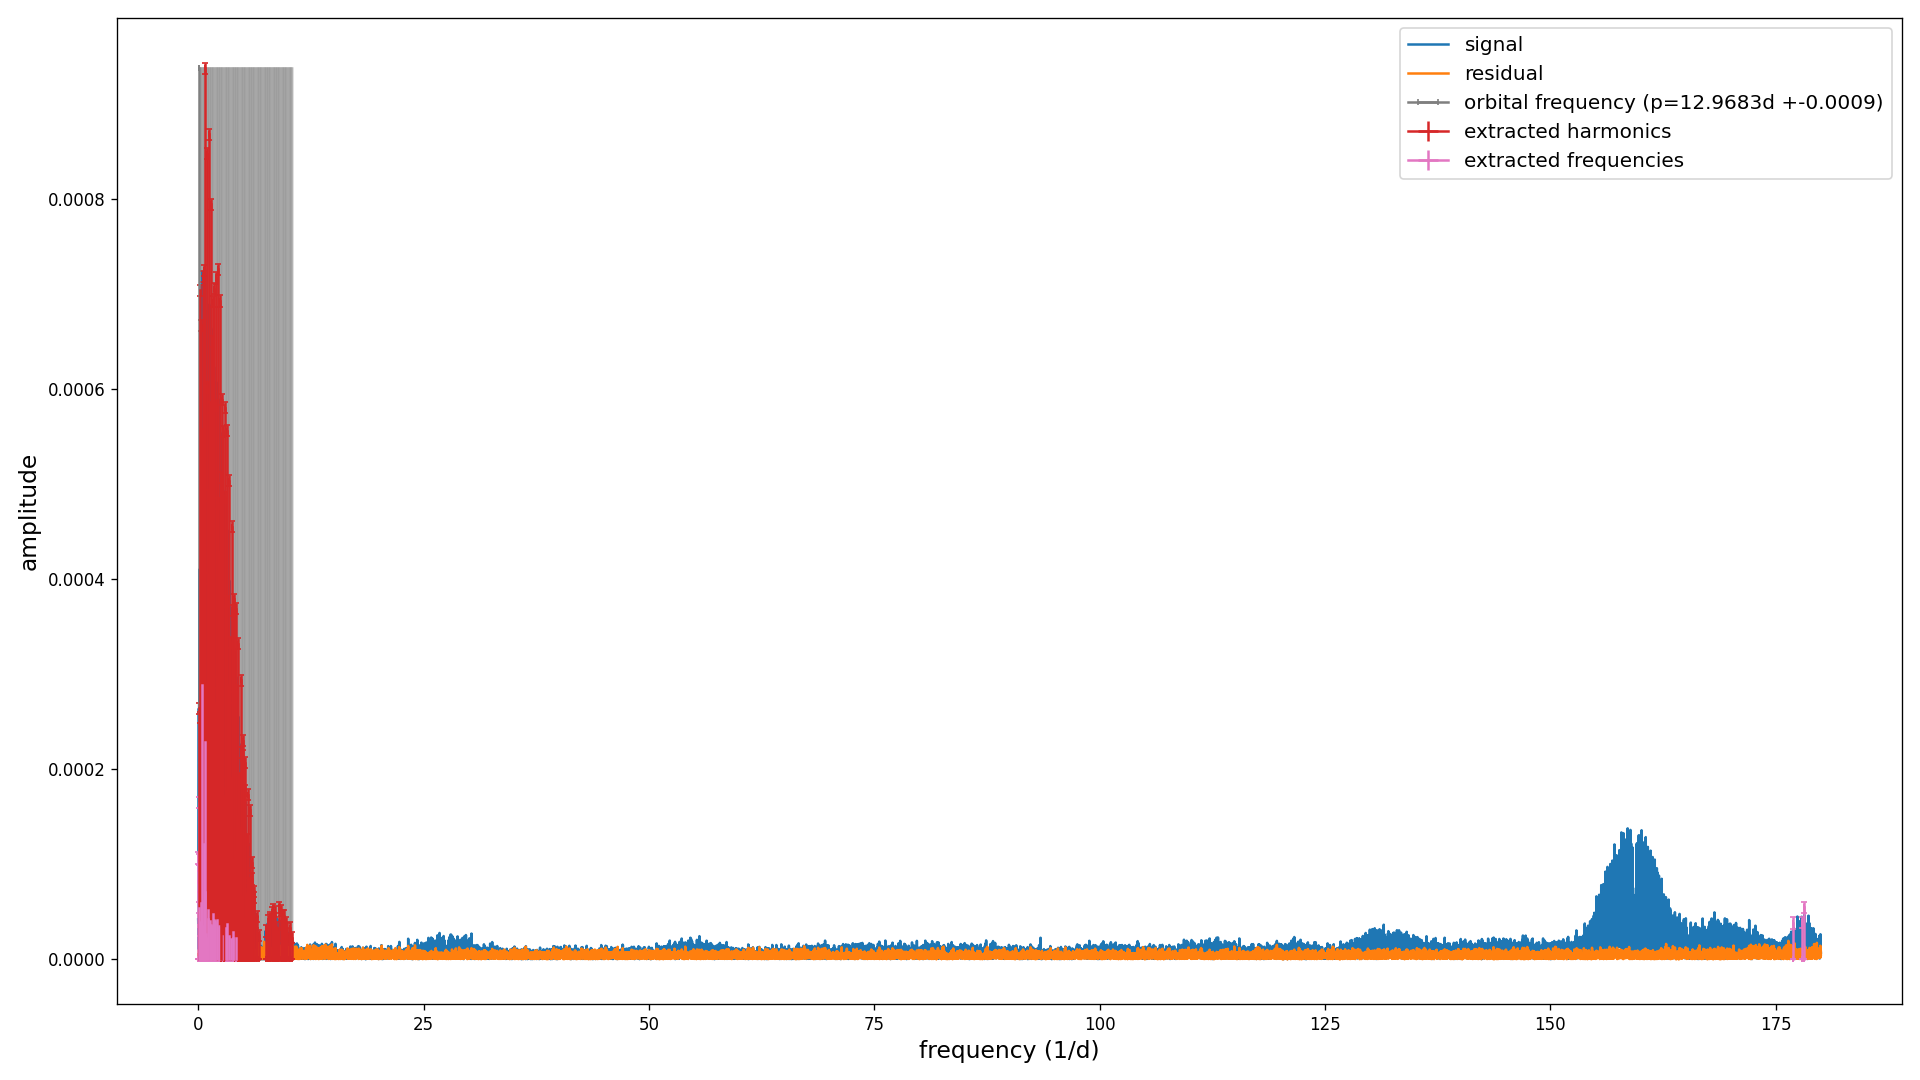 signal
residual
orbital frequency (p=12.9683d +-0.0009)
extracted harmonics
extracted frequencies
0.0008
0.0006
0.0004
0.0002
0.0000
amplitude
0 25 50 75 100 125 150 175
frequency (1/d)